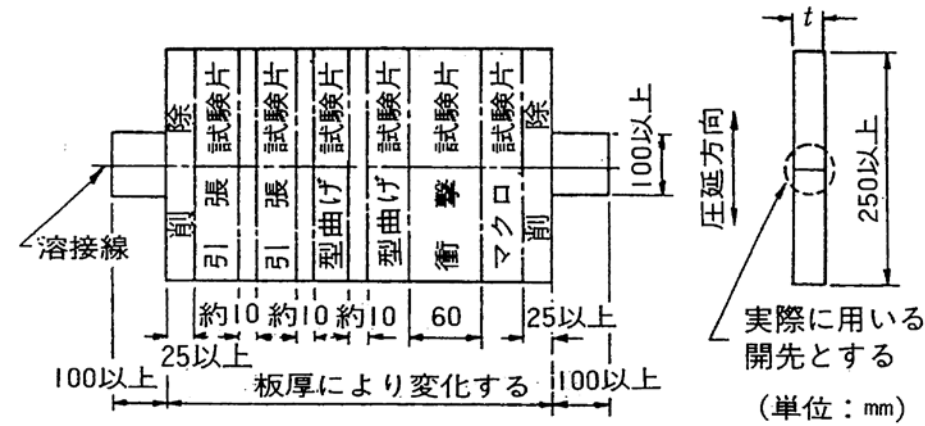 t
除削
引張試験片
引張試験片
型曲げ試験片
型曲げ試験片
衝撃試験片
マクロ試験片
除削
100以上
圧延方向
250以上
溶接線
約10
約10
約10
60
25以上
25以上
100以上
板厚により変化する
100以上
実際に用いる
開先とする
(単位:mm)